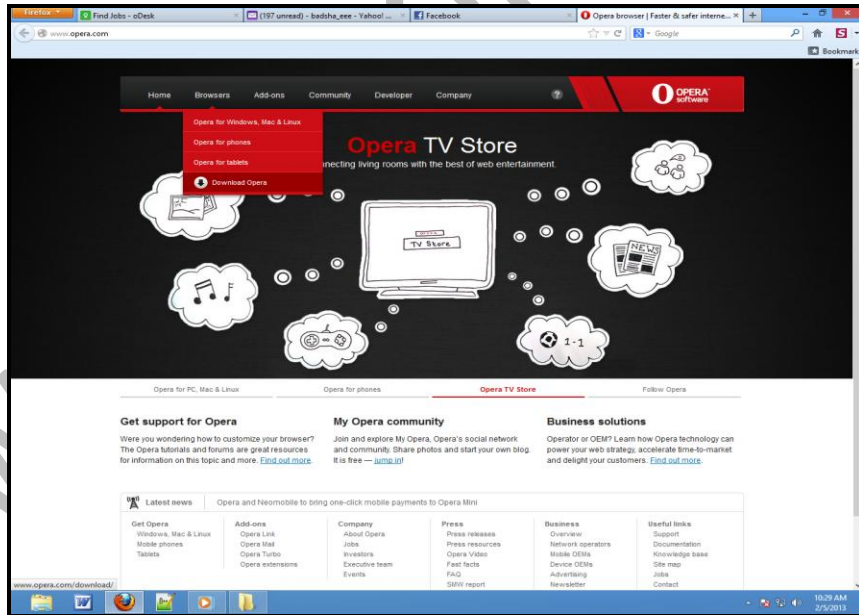 Firefox
Find Jobs - oDesk
(197 unread) - badsha_eee - Yahoo! ...
Facebook
Opera browser | Faster & safer interne...
www.opera.com
Google
Bookmark
Home Browsers Add-ons Community Developer Company ?
OPERA software
Opera for Windows, Mac & Linux
Opera for phones
Opera for tablets
Download Opera
Opera TV Store
nnecting living rooms with the best of web entertainment.
OPERA
TV Store
NEWS
1-1
Opera for PC, Mac & Linux Opera for phones Opera TV Store Follow Opera
Get support for Opera
Were you wondering how to customize your browser?
The Opera tutorials and forums are great resources
for information on this topic and more. Find out more.
My Opera community
Join and explore My Opera, Opera's social network
and community. Share photos and start your own blog.
It is free — jump in!
Business solutions
Operator or OEM? Learn how Opera technology can
power your web strategy, accelerate time-to-market
and delight your customers. Find out more.
Latest news Opera and Neomobile to bring one-click mobile payments to Opera Mini
Get Opera
Windows, Mac & Linux
Mobile phones
Tablets
Add-ons
Opera Link
Opera Mail
Opera Turbo
Opera extensions
Company
About Opera
Jobs
Investors
Executive team
Events
Press
Press releases
Press resources
Opera Video
Fast facts
FAQ
SMW report
Business
Overview
Network operators
Mobile OEMs
Device OEMs
Advertising
Newsletter
Useful links
Support
Documentation
Knowledge base
Site map
Jobs
Contact
www.opera.com/download/
10:29 AM
2/5/2013